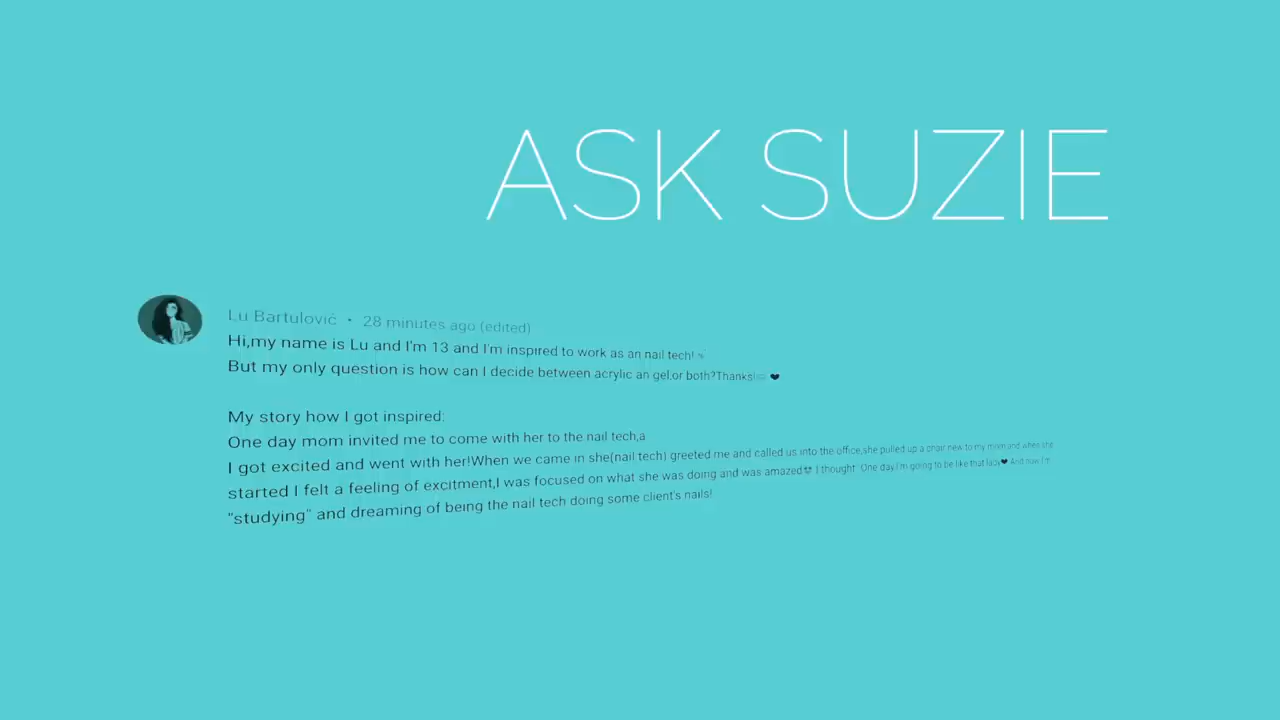 ASK SUZIE
Lu Bartulović • 28 minutes ago (edited)
Hi,my name is Lu and I'm 13 and I'm inspired to work as an nail tech!
But my only question is how can I decide between acrylic an gel.or both?Thanks! ❤
My story how I got inspired:
One day mom invited me to come with her to the nail tech,a
I got excited and went with her!When we came in she(nail tech) greeted me and called us into the office,she pulled up a chair new to my mom and when she
started I felt a feeling of excitment,I was focused on what she was doing and was amazed😍 I thought" One day.I'm going to be like that lady❤ And now I'm
"studying" and dreaming of being the nail tech doing some client's nails!